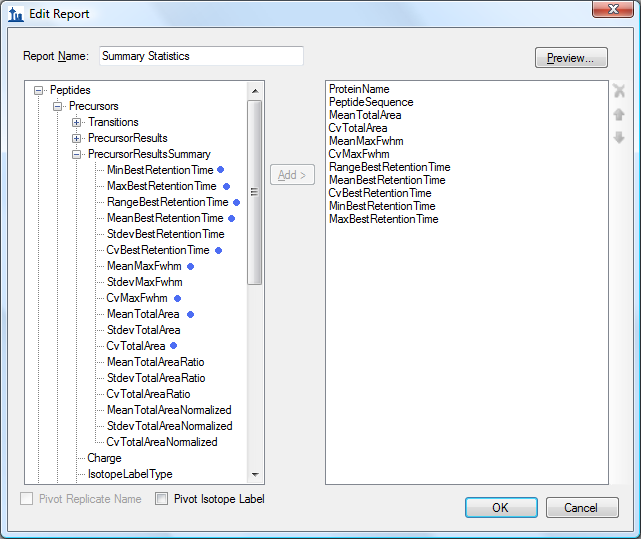 Edit Report
Report Name: Summary Statistics
Preview...
Peptides
Precursors
Transitions
PrecursorResults
PrecursorResultsSummary
MinBestRetentionTime
MaxBestRetentionTime
RangeBestRetentionTime
MeanBestRetentionTime
StdevBestRetentionTime
CvBestRetentionTime
MeanMaxFwhm
StdevMaxFwhm
CvMaxFwhm
MeanTotalArea
StdevTotalArea
CvTotalArea
MeanTotalAreaRatio
StdevTotalAreaRatio
CvTotalAreaRatio
MeanTotalAreaNormalized
StdevTotalAreaNormalized
CvTotalAreaNormalized
Charge
IsotopeLabelType
Add >
ProteinName
PeptideSequence
MeanTotalArea
CvTotalArea
MeanMaxFwhm
CvMaxFwhm
RangeBestRetentionTime
MeanBestRetentionTime
CvBestRetentionTime
MinBestRetentionTime
MaxBestRetentionTime
Pivot Replicate Name
Pivot Isotope Label
OK
Cancel